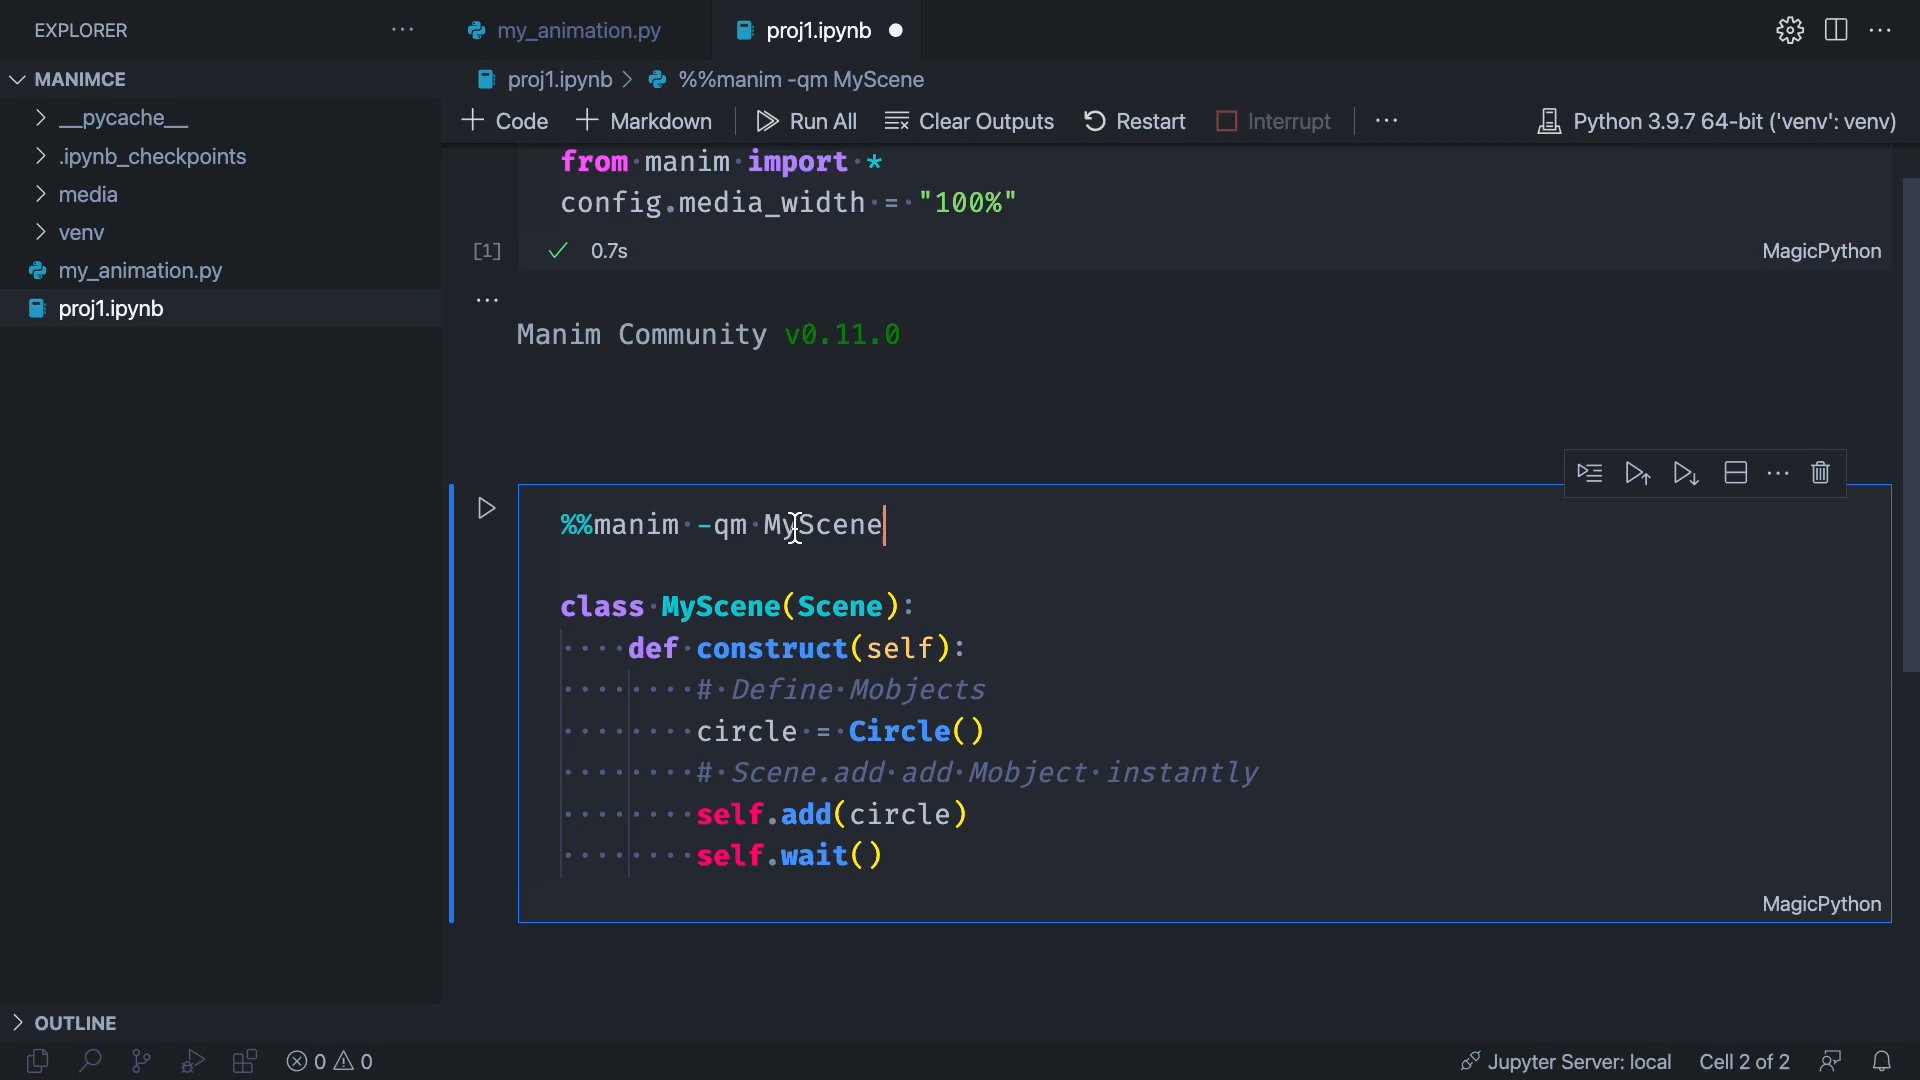 EXPLORER
my_animation.py
proj1.ipynb
MANIMCE
proj1.ipynb > %%manim -qm MyScene
__pycache__
Code
Markdown
Run All
Clear Outputs
Restart
Interrupt
Python 3.9.7 64-bit ('venv': venv)
.ipynb_checkpoints
from manim import *
media
config.media_width = "100%"
venv
[1]
0.7s
MagicPython
my_animation.py
proj1.ipynb
Manim Community v0.11.0
%%manim -qm MyScene
class MyScene(Scene):
def construct(self):
# Define Mobjects
circle = Circle()
# Scene.add add Mobject instantly
self.add(circle)
self.wait()
MagicPython
OUTLINE
0
0
Jupyter Server: local
Cell 2 of 2